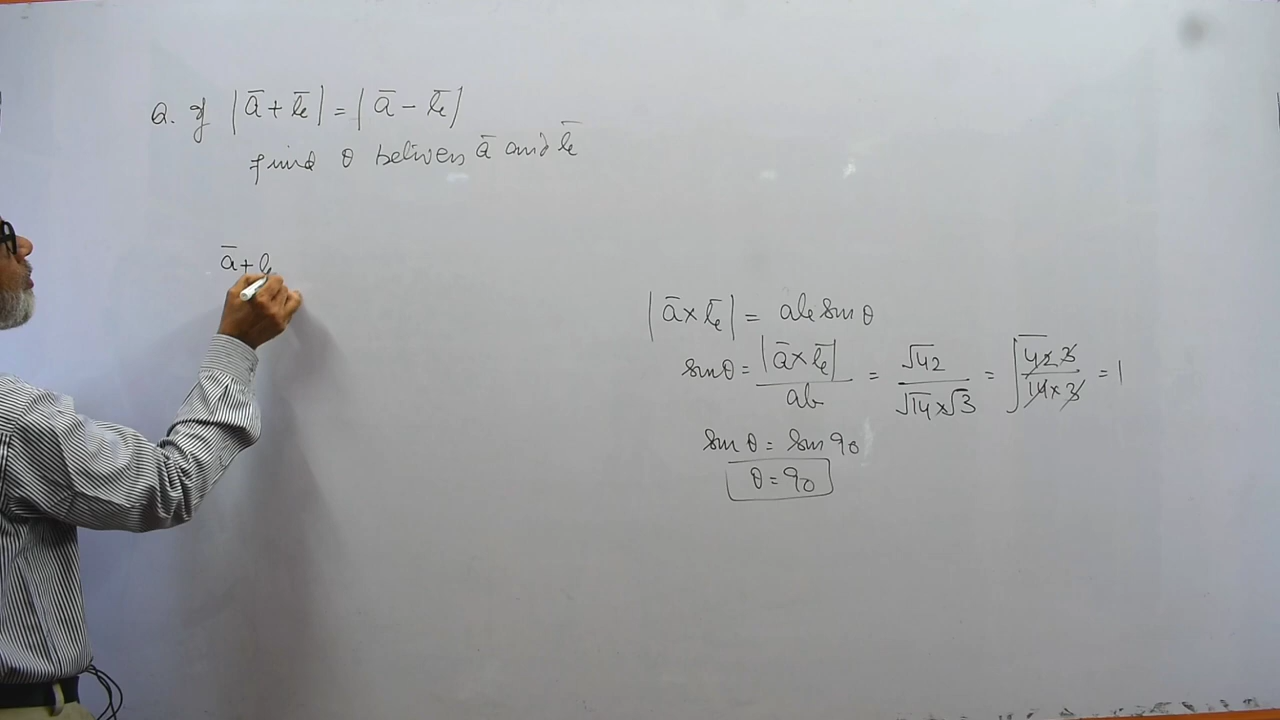 Q. If |ā + b̄| = |ā - b̄|
find θ between ā and b̄
ā + b
|ā × b̄| = ab sin θ
sin θ = |ā × b̄| / ab = √42 / √14 × √3 = √42 3 / 14 × 3 = 1
sin θ = sin 90
θ = 90